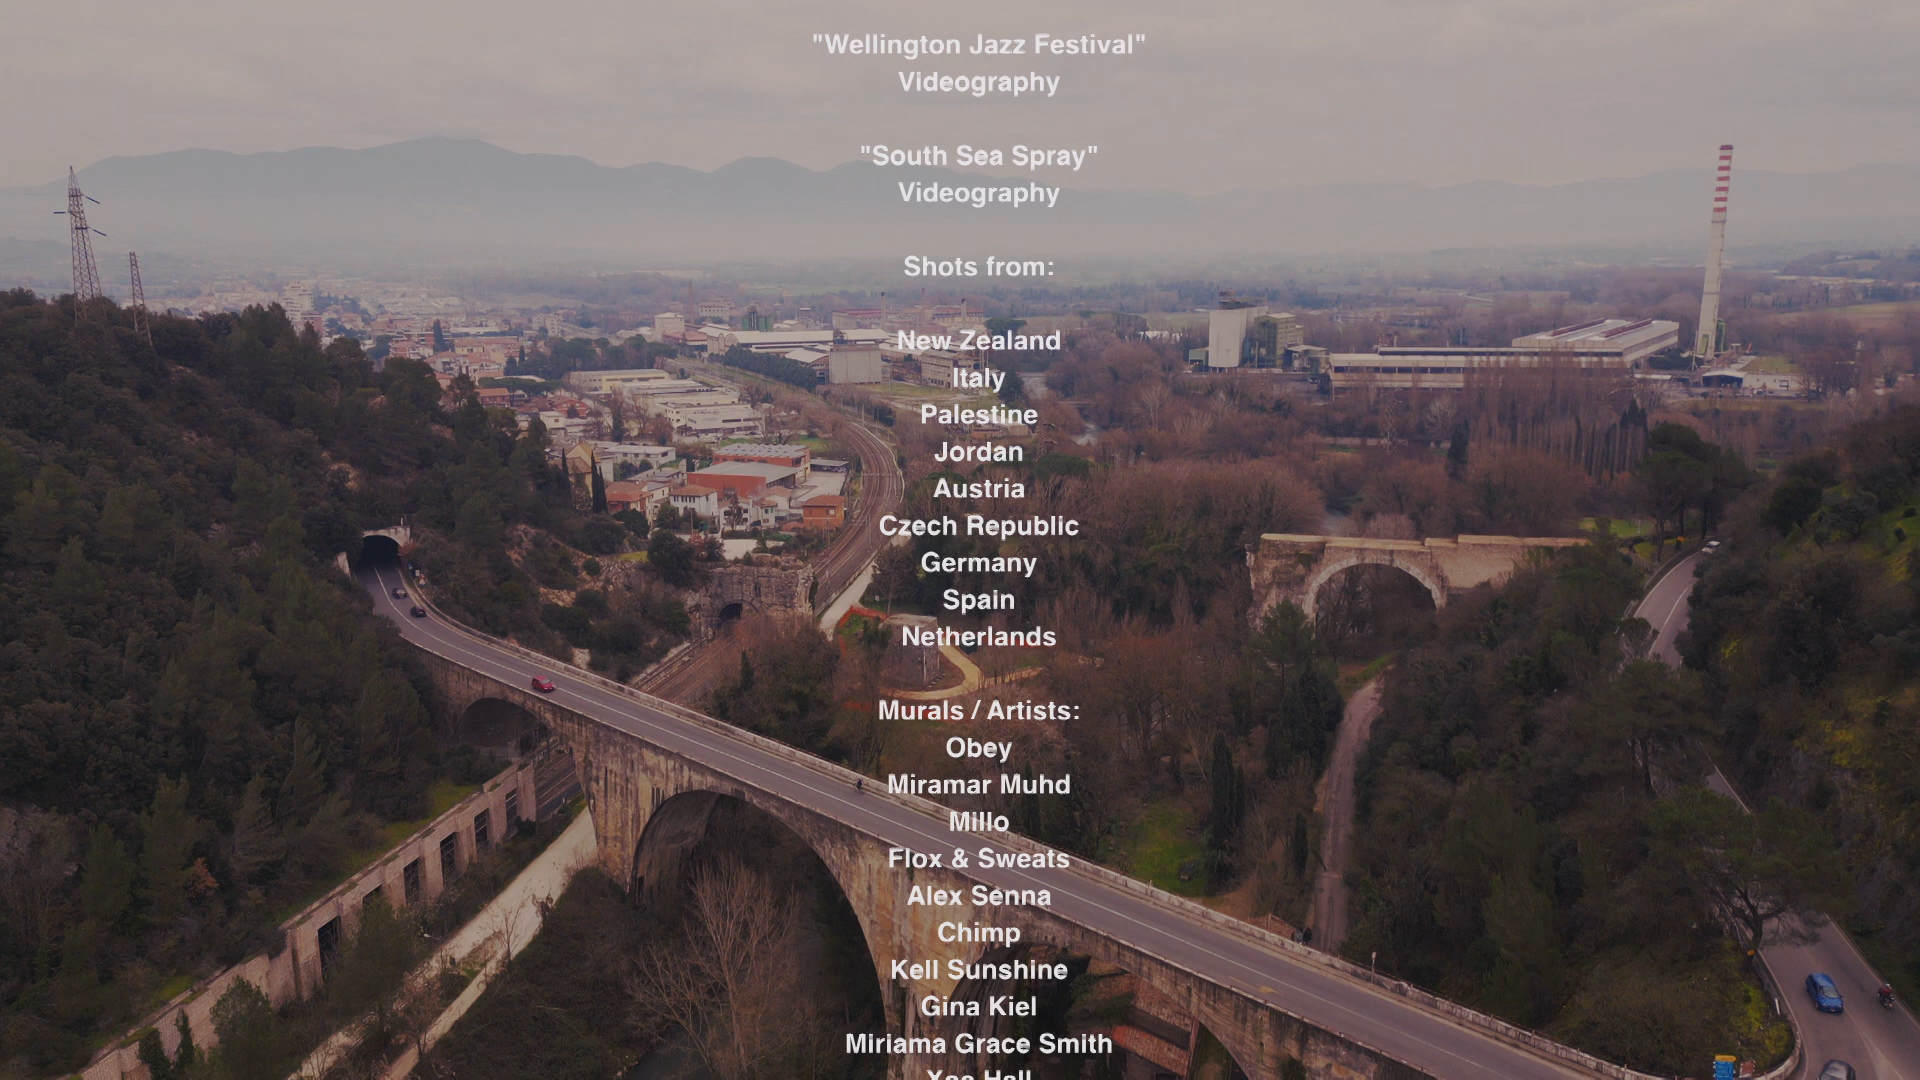 "Wellington Jazz Festival"
Videography
"South Sea Spray"
Videography
Shots from:
New Zealand
Italy
Palestine
Jordan
Austria
Czech Republic
Germany
Spain
Netherlands
Murals / Artists:
Obey
Miramar Muhd
Millo
Flox & Sweats
Alex Senna
Chimp
Kell Sunshine
Gina Kiel
Miriama Grace Smith